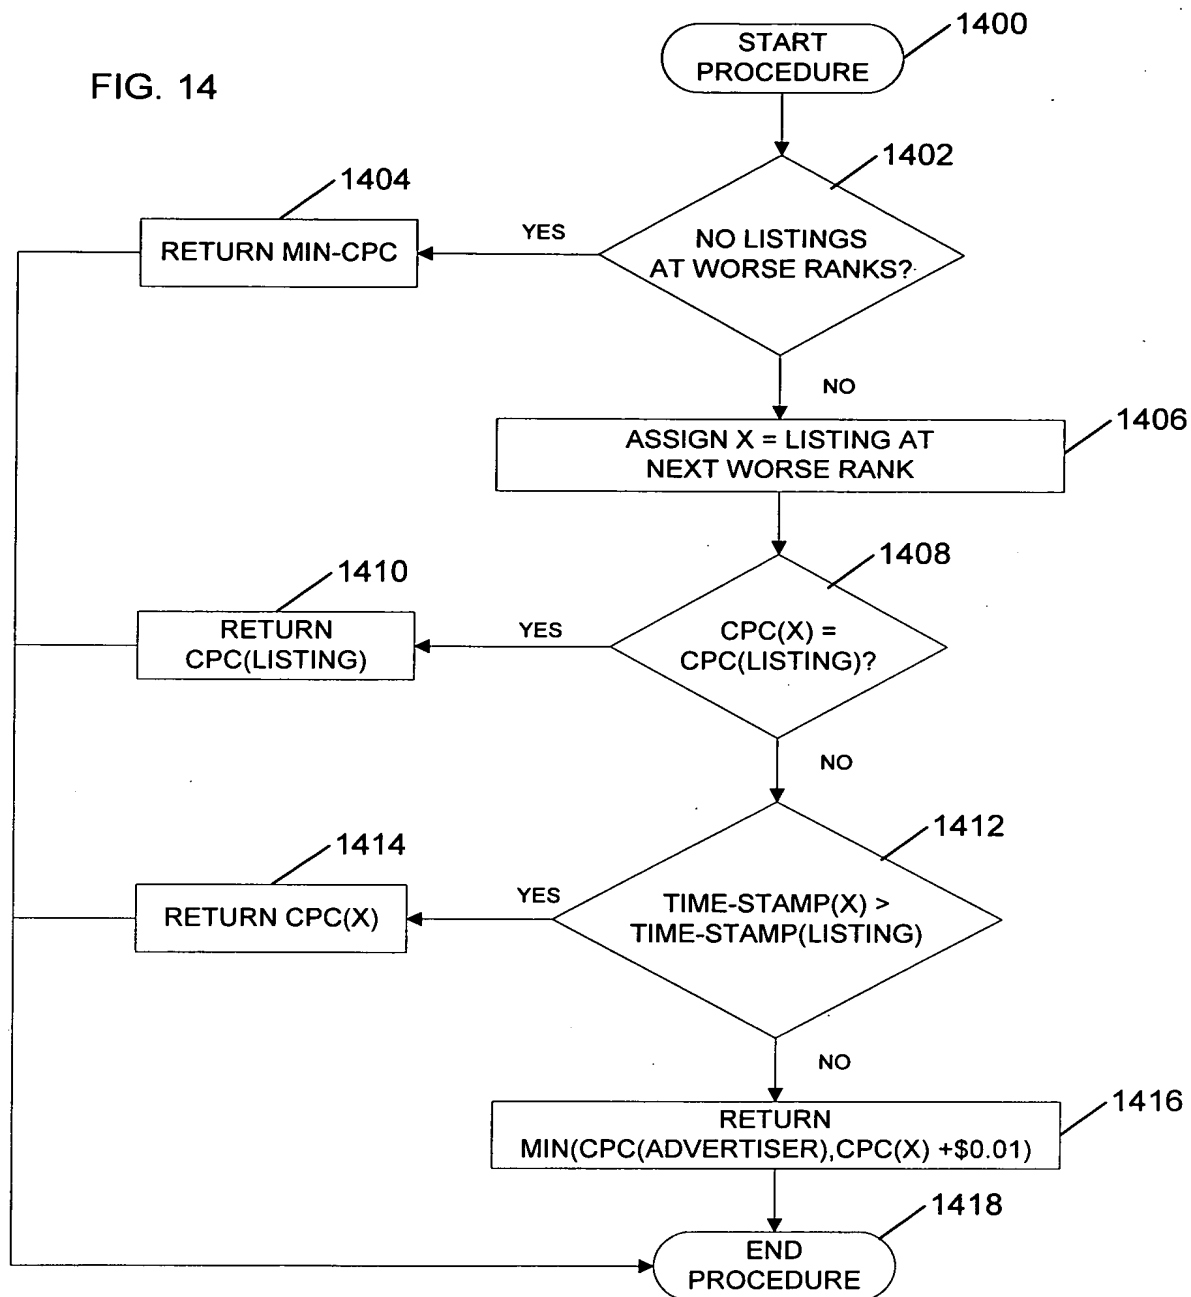 FIG. 14
START
PROCEDURE
1400
1402
NO LISTINGS
AT WORSE RANKS?
YES
1404
RETURN MIN-CPC
NO
1406
ASSIGN X = LISTING AT
NEXT WORSE RANK
1408
CPC(X) =
CPC(LISTING)?
YES
1410
RETURN
CPC(LISTING)
NO
1412
TIME-STAMP(X) >
TIME-STAMP(LISTING)
YES
1414
RETURN CPC(X)
NO
1416
RETURN
MIN(CPC(ADVERTISER),CPC(X) +$0.01)
1418
END
PROCEDURE